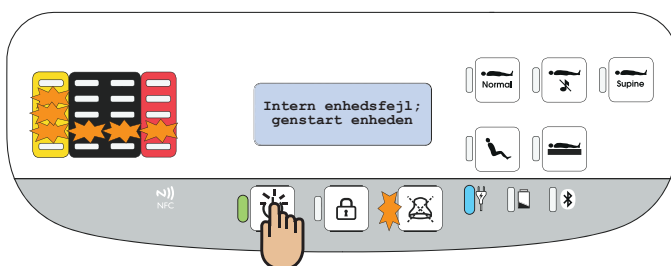 Intern enhedsfejl;
genstart enheden
Normal
Supine
NFC